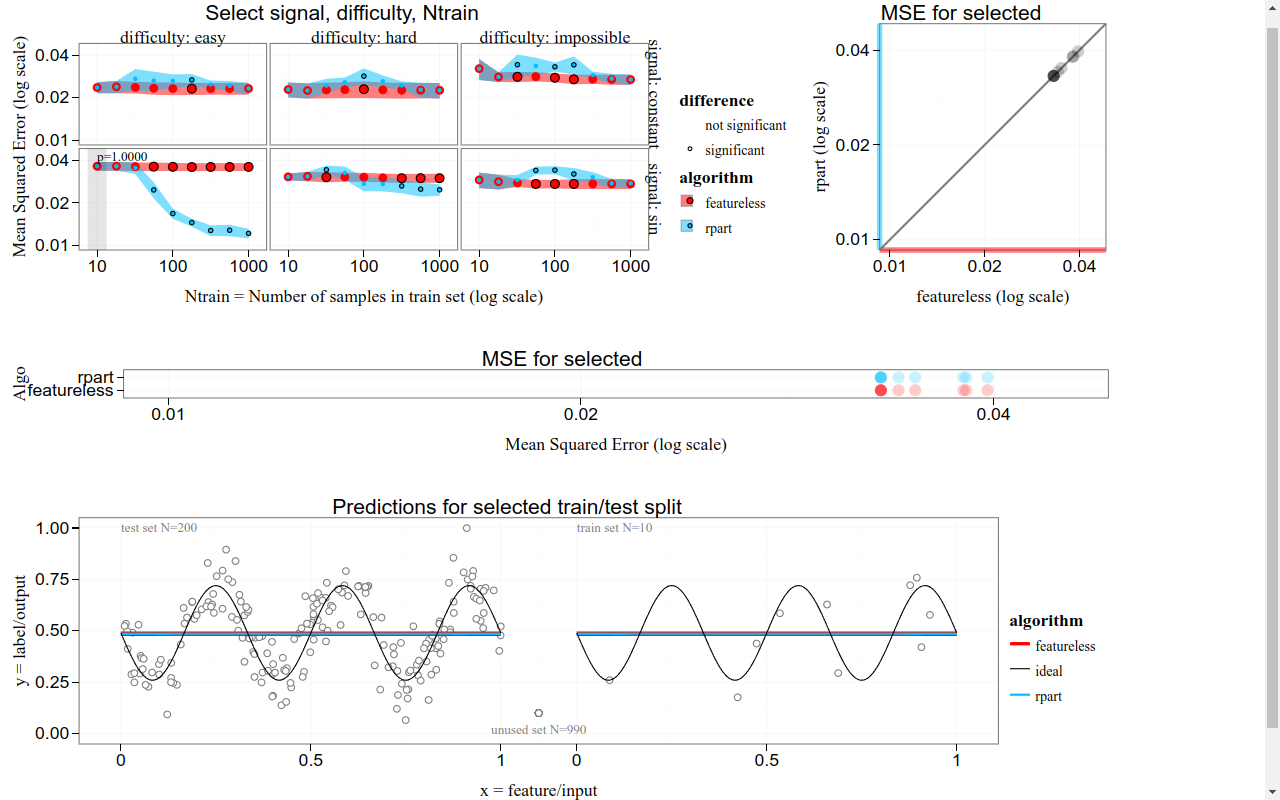 Select signal, difficulty, Ntrain
difficulty: easy
difficulty: hard
difficulty: impossible
Mean Squared Error (log scale)
0.04
0.02
0.01
signal: constant
p=1.0000
0.04
0.02
0.01
signal: sin
10 100 1000
10 100 1000
10 100 1000
Ntrain = Number of samples in train set (log scale)
difference
not significant
significant
algorithm
featureless
rpart
MSE for selected
rpart (log scale)
0.04
0.02
0.01
0.01 0.02 0.04
featureless (log scale)
MSE for selected
Algo
rpart
featureless
0.01 0.02 0.04
Mean Squared Error (log scale)
Predictions for selected train/test split
y = label/output
1.00
0.75
0.50
0.25
0.00
test set N=200
train set N=10
unused set N=990
0 0.5 1
0 0.5 1
x = feature/input
algorithm
featureless
ideal
rpart